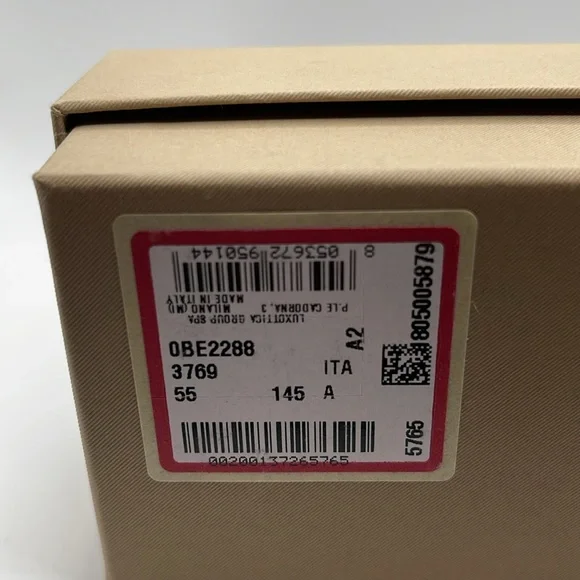 8 053672 950144
LUXOTTICA GROUP SPA
P.LE CADORNA, 3 MILANO (MI)
MADE IN ITALY
A2
0BE2288
3769 ITA
55 145 A
00200137265765
805005879
5765